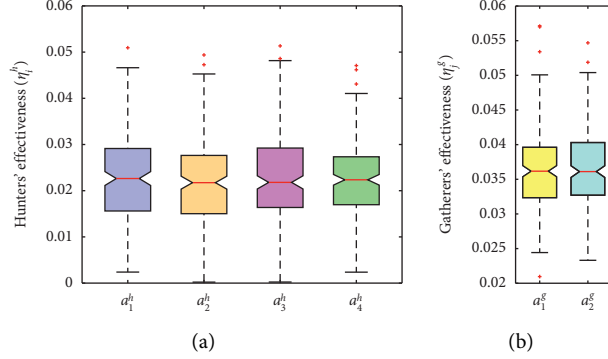 Hunters' effectiveness (η_i^h)
0.06
0.05
0.04
0.03
0.02
0.01
0
a_1^h a_2^h a_3^h a_4^h
(a)
Gatherers' effectiveness (η_j^g)
0.06
0.055
0.05
0.045
0.04
0.035
0.03
0.025
0.02
a_1^g a_2^g
(b)